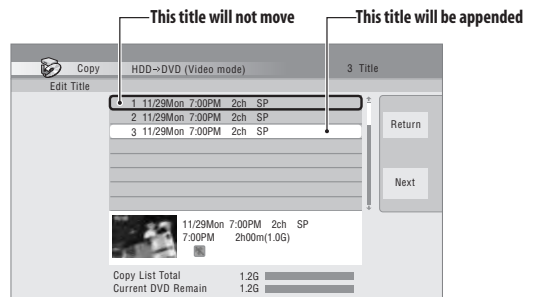 This title will not move
This title will be appended
Copy HDD->DVD (Video mode) 3 Title
Edit Title
1 11/29Mon 7:00PM 2ch SP
2 11/29Mon 7:00PM 2ch SP
3 11/29Mon 7:00PM 2ch SP
Return
Next
11/29Mon 7:00PM 2ch SP
7:00PM 2h00m(1.0G)
Copy List Total 1.2G
Current DVD Remain 1.2G